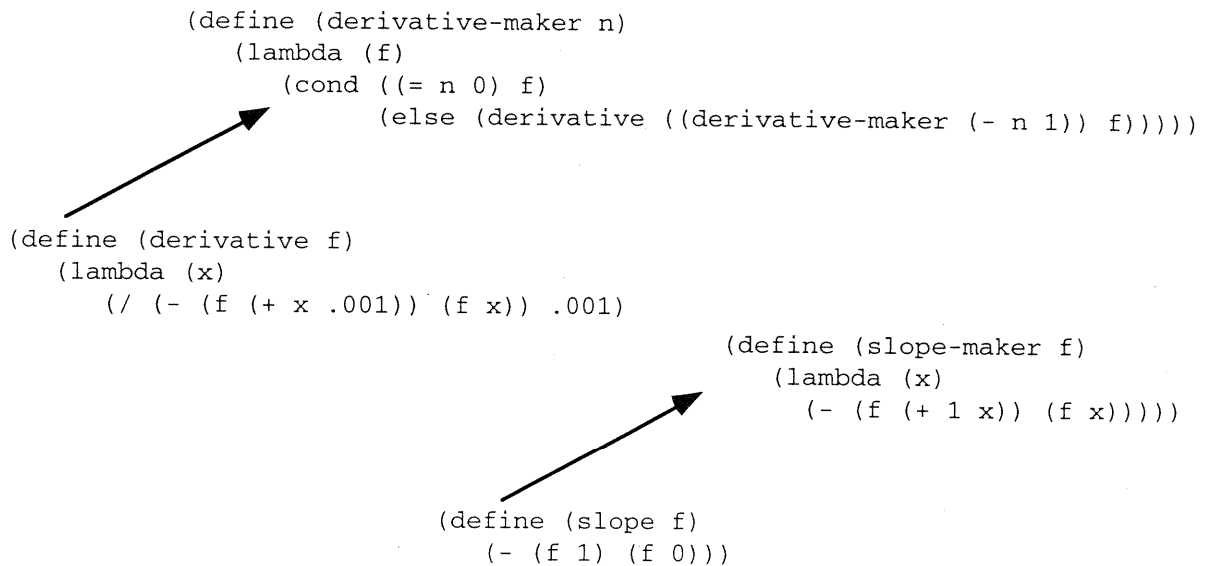 (define (derivative-maker n)
(lambda (f)
(cond ((= n 0) f)
(else (derivative ((derivative-maker (- n 1)) f)))))
(define (derivative f)
(lambda (x)
(/ (- (f (+ x .001)) (f x)) .001)
(define (slope-maker f)
(lambda (x)
(- (f (+ 1 x)) (f x)))))
(define (slope f)
(- (f 1) (f 0)))